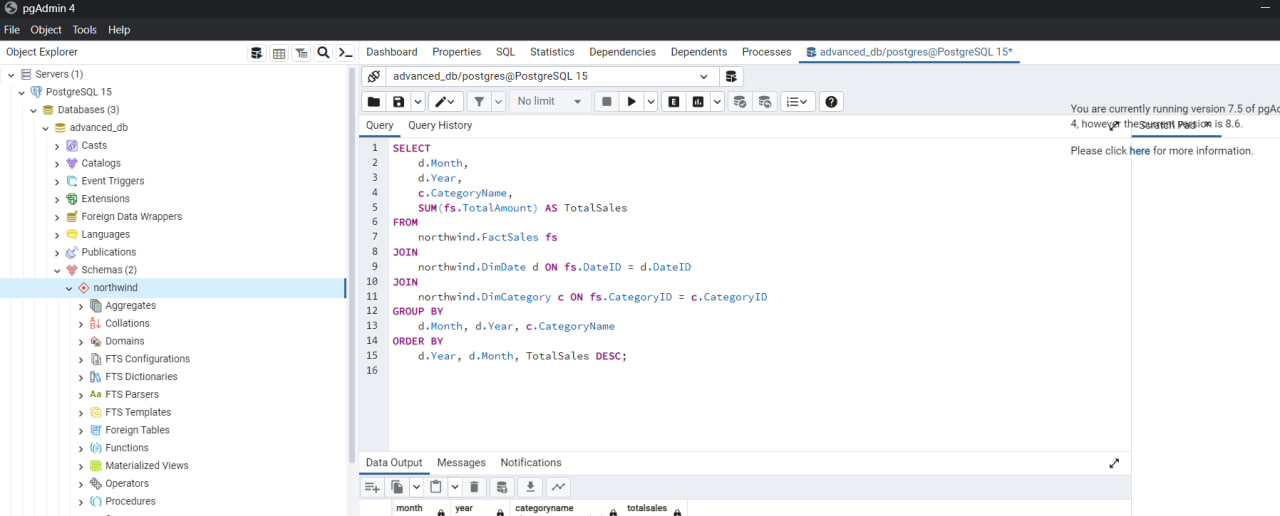 pgAdmin 4
File Object Tools Help
Object Explorer
Dashboard Properties SQL Statistics Dependencies Dependents Processes advanced_db/postgres@PostgreSQL 15*
Servers (1)
PostgreSQL 15
Databases (3)
advanced_db
Casts
Catalogs
Event Triggers
Extensions
Foreign Data Wrappers
Languages
Publications
Schemas (2)
northwind
Aggregates
Collations
Domains
FTS Configurations
FTS Dictionaries
FTS Parsers
FTS Templates
Foreign Tables
Functions
Materialized Views
Operators
Procedures
advanced_db/postgres@PostgreSQL 15
No limit
Query Query History
Scratch Pad
You are currently running version 7.5 of pgAd
4, however the current version is 8.6.
Please click here for more information.
1 SELECT
2 d.Month,
3 d.Year,
4 c.CategoryName,
5 SUM(fs.TotalAmount) AS TotalSales
6 FROM
7 northwind.FactSales fs
8 JOIN
9 northwind.DimDate d ON fs.DateID = d.DateID
10 JOIN
11 northwind.DimCategory c ON fs.CategoryID = c.CategoryID
12 GROUP BY
13 d.Month, d.Year, c.CategoryName
14 ORDER BY
15 d.Year, d.Month, TotalSales DESC;
16
Data Output Messages Notifications
month year categoryname totalsales